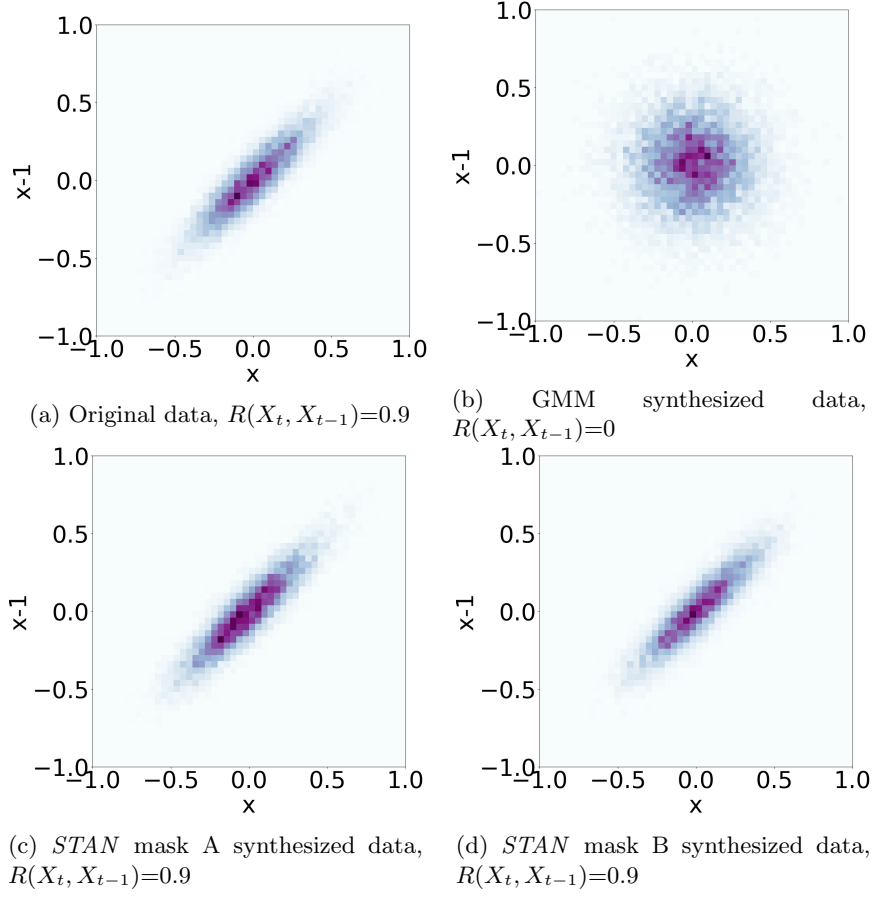 1.0
0.5
0.0
−0.5
−1.0
x-1
−1.0 −0.5 0.0 0.5 1.0
x
(a) Original data, R(X_t, X_{t−1})=0.9
1.0
0.5
0.0
−0.5
−1.0
x-1
−1.0 −0.5 0.0 0.5 1.0
x
(b) GMM synthesized data,
R(X_t, X_{t−1})=0
1.0
0.5
0.0
−0.5
−1.0
x-1
−1.0 −0.5 0.0 0.5 1.0
x
(c) STAN mask A synthesized data,
R(X_t, X_{t−1})=0.9
1.0
0.5
0.0
−0.5
−1.0
x-1
−1.0 −0.5 0.0 0.5 1.0
x
(d) STAN mask B synthesized data,
R(X_t, X_{t−1})=0.9